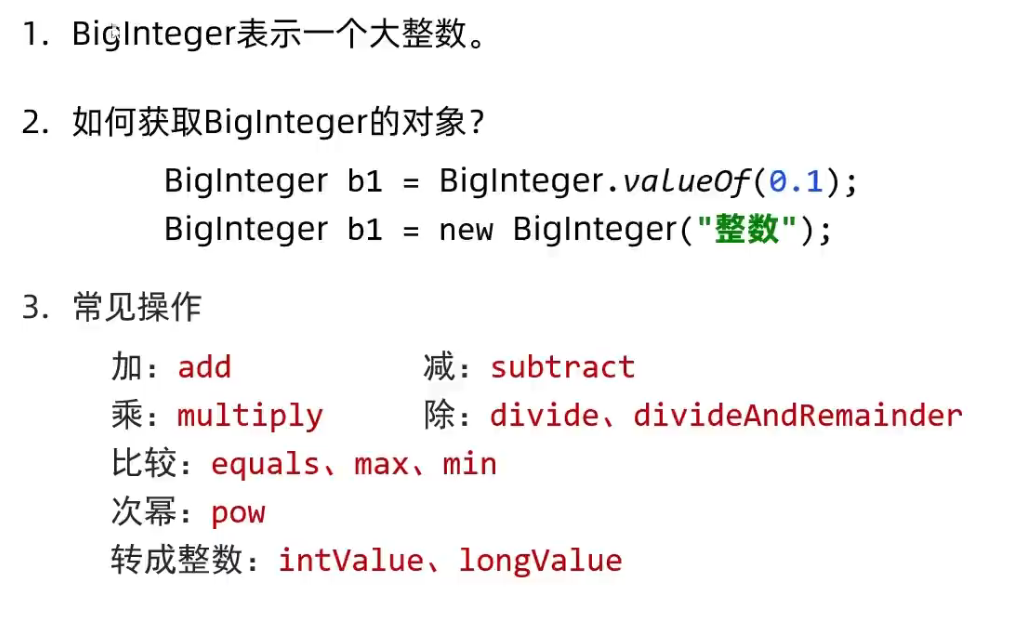 1. BigInteger表示一个大整数。
2. 如何获取BigInteger的对象?
BigInteger b1 = BigInteger.valueOf(0.1);
BigInteger b1 = new BigInteger("整数");
3. 常见操作
加：add 减：subtract
乘：multiply 除：divide、divideAndRemainder
比较：equals、max、min
次幂：pow
转成整数：intValue、longValue